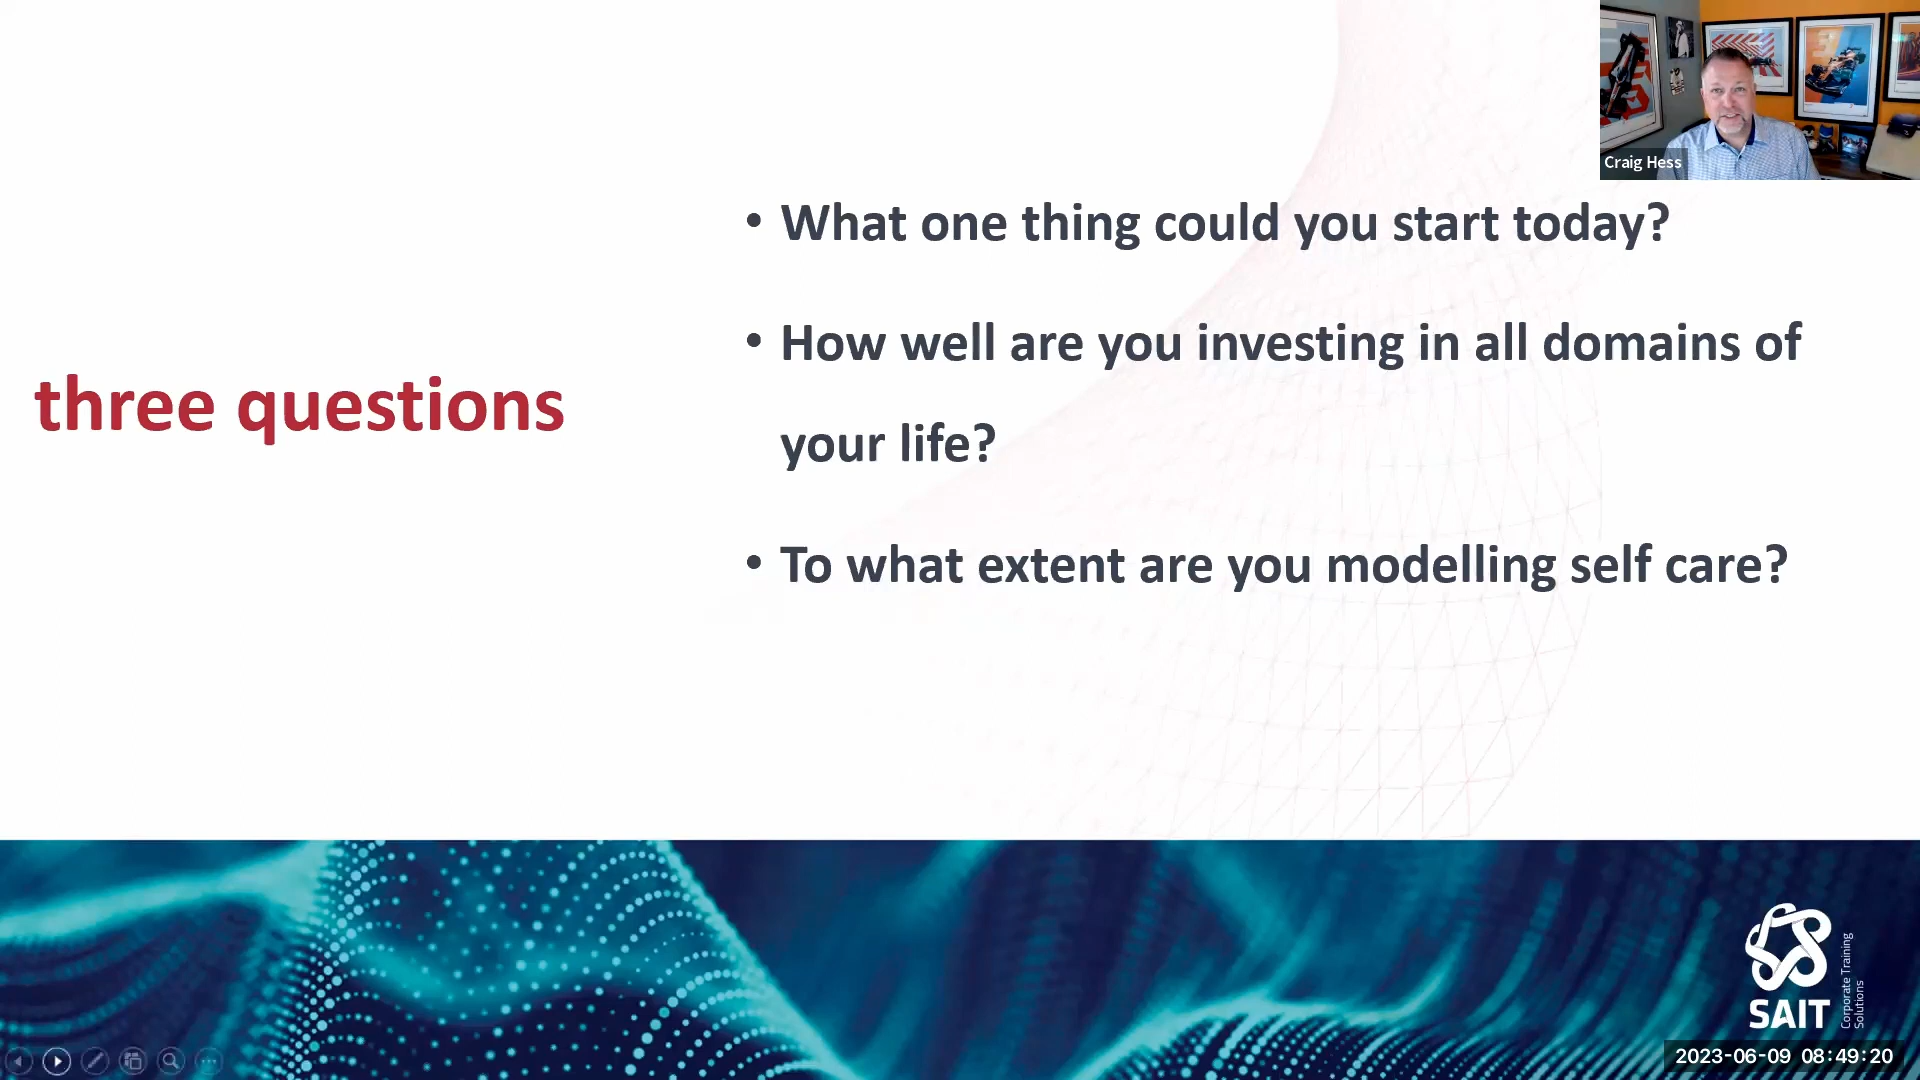 Craig Hess
three questions
• What one thing could you start today?
• How well are you investing in all domains of
your life?
• To what extent are you modelling self care?
SAIT
Corporate Training
Solutions
2023-06-09 08:49:20